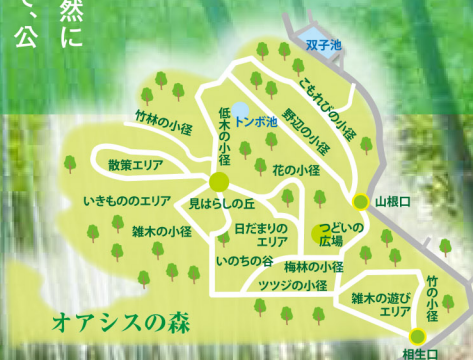 然に
て、公
双子池
こもれびの小径
野辺の小径
トンボ池
低木の小径
竹林の小径
散策エリア
花の小径
いきもののエリア
見はらしの丘
山根口
雑木の小径
日だまりの
エリア
つどいの
広場
いのちの谷
梅林の小径
ツツジの小径
雑木の遊び
エリア
竹の小径
オアシスの森
相生口